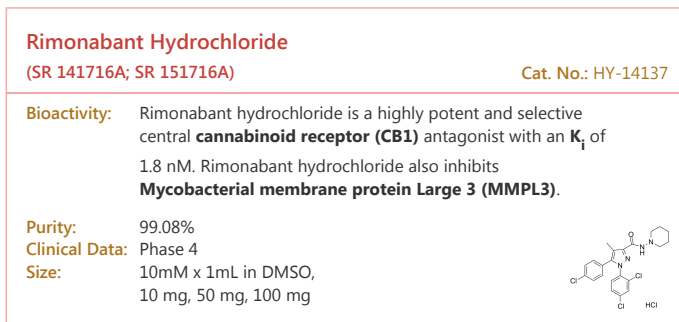 Rimonabant Hydrochloride
(SR 141716A; SR 151716A) Cat. No.: HY-14137
Bioactivity: Rimonabant hydrochloride is a highly potent and selective
central cannabinoid receptor (CB1) antagonist with an Ki of
1.8 nM. Rimonabant hydrochloride also inhibits
Mycobacterial membrane protein Large 3 (MMPL3).
Purity: 99.08%
Clinical Data: Phase 4
Size: 10mM x 1mL in DMSO,
10 mg, 50 mg, 100 mg
O
N
H
N
N
N
Cl
Cl
Cl
HCl